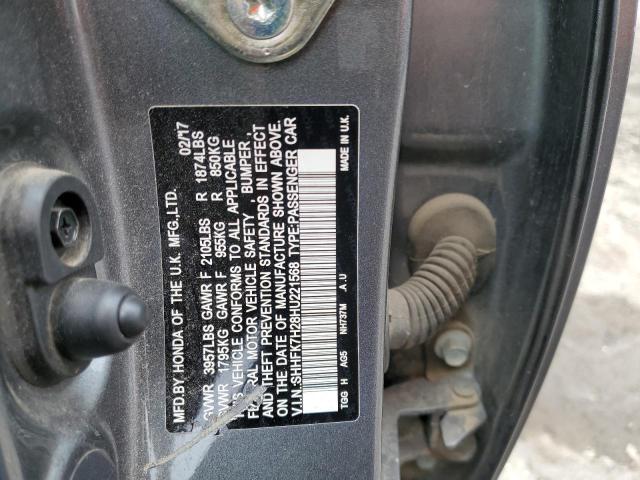 MFD.BY HONDA OF THE U.K. MFG.,LTD. 02/17
GVWR 3957LBS GAWR F 2105LBS R 1874LBS
GVWR 1795KG GAWR F 955KG R 850KG
THIS VEHICLE CONFORMS TO ALL APPLICABLE
FEDERAL MOTOR VEHICLE SAFETY , BUMPER ,
AND THEFT PREVENTION STANDARDS IN EFFECT
ON THE DATE OF MANUFACTURE SHOWN ABOVE.
V.I.N.:SHHFK7H28HU221568 TYPE:PASSENGER CAR
TGG H AG5 NH737M .A.U MADE IN U.K.